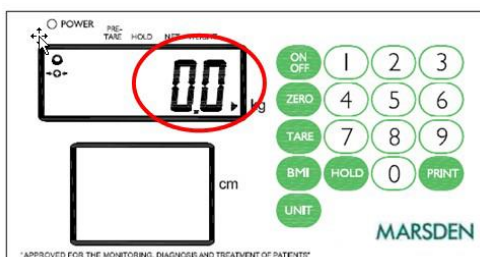 POWER
PRE-TARE HOLD NET
0.0
kg
cm
ON OFF 1 2 3
ZERO 4 5 6
TARE 7 8 9
BMI HOLD 0 PRINT
UNIT
MARSDEN
"APPROVED FOR THE MONITORING, DIAGNOSIS AND TREATMENT OF PATIENTS"